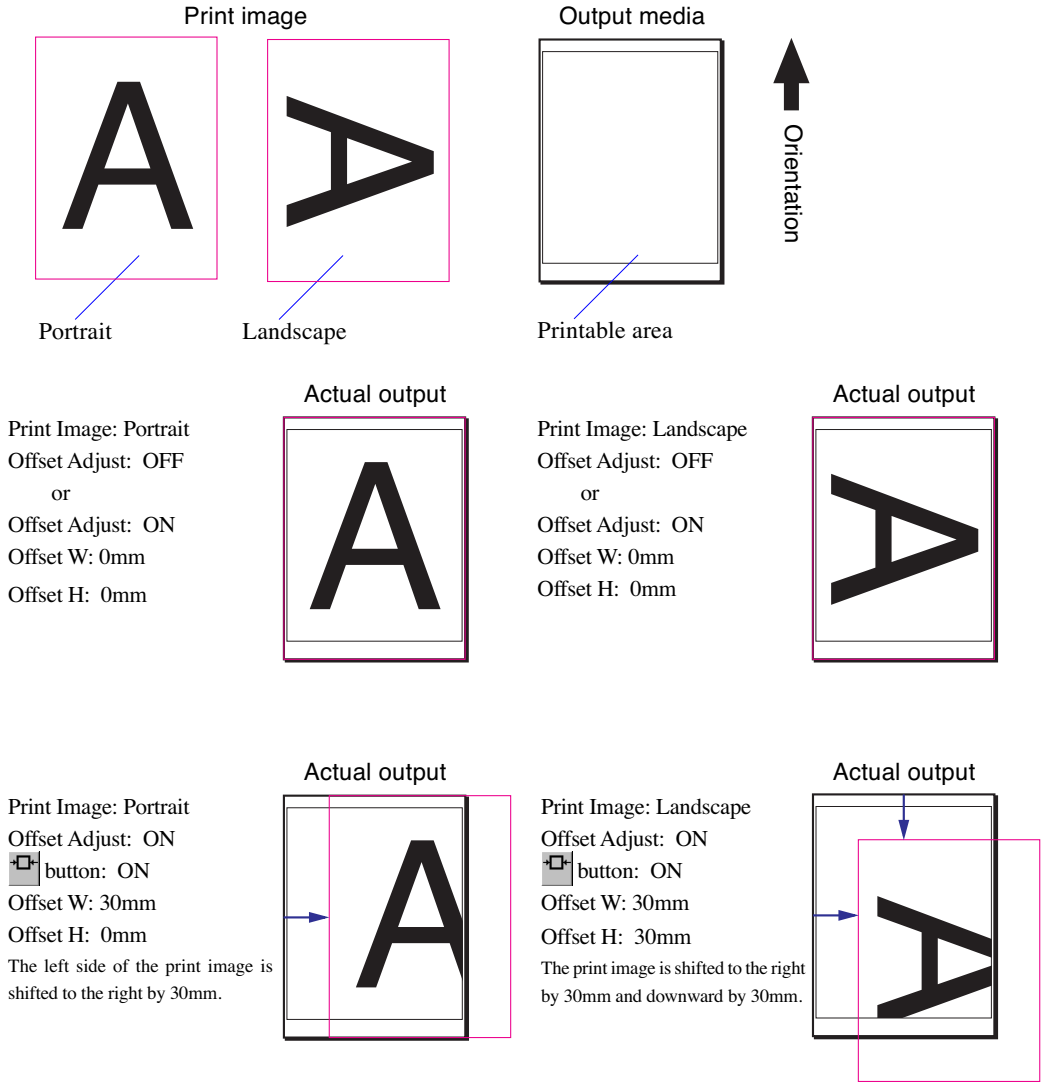 Print image
Output media
Orientation
Portrait
Landscape
Printable area
Actual output
Print Image: Portrait
Offset Adjust: OFF
or
Offset Adjust: ON
Offset W: 0mm
Offset H: 0mm
Actual output
Print Image: Landscape
Offset Adjust: OFF
or
Offset Adjust: ON
Offset W: 0mm
Offset H: 0mm
Actual output
Print Image: Portrait
Offset Adjust: ON
button: ON
Offset W: 30mm
Offset H: 0mm
The left side of the print image is
shifted to the right by 30mm.
Actual output
Print Image: Landscape
Offset Adjust: ON
button: ON
Offset W: 30mm
Offset H: 30mm
The print image is shifted to the right
by 30mm and downward by 30mm.
A
A
A
A
A
A